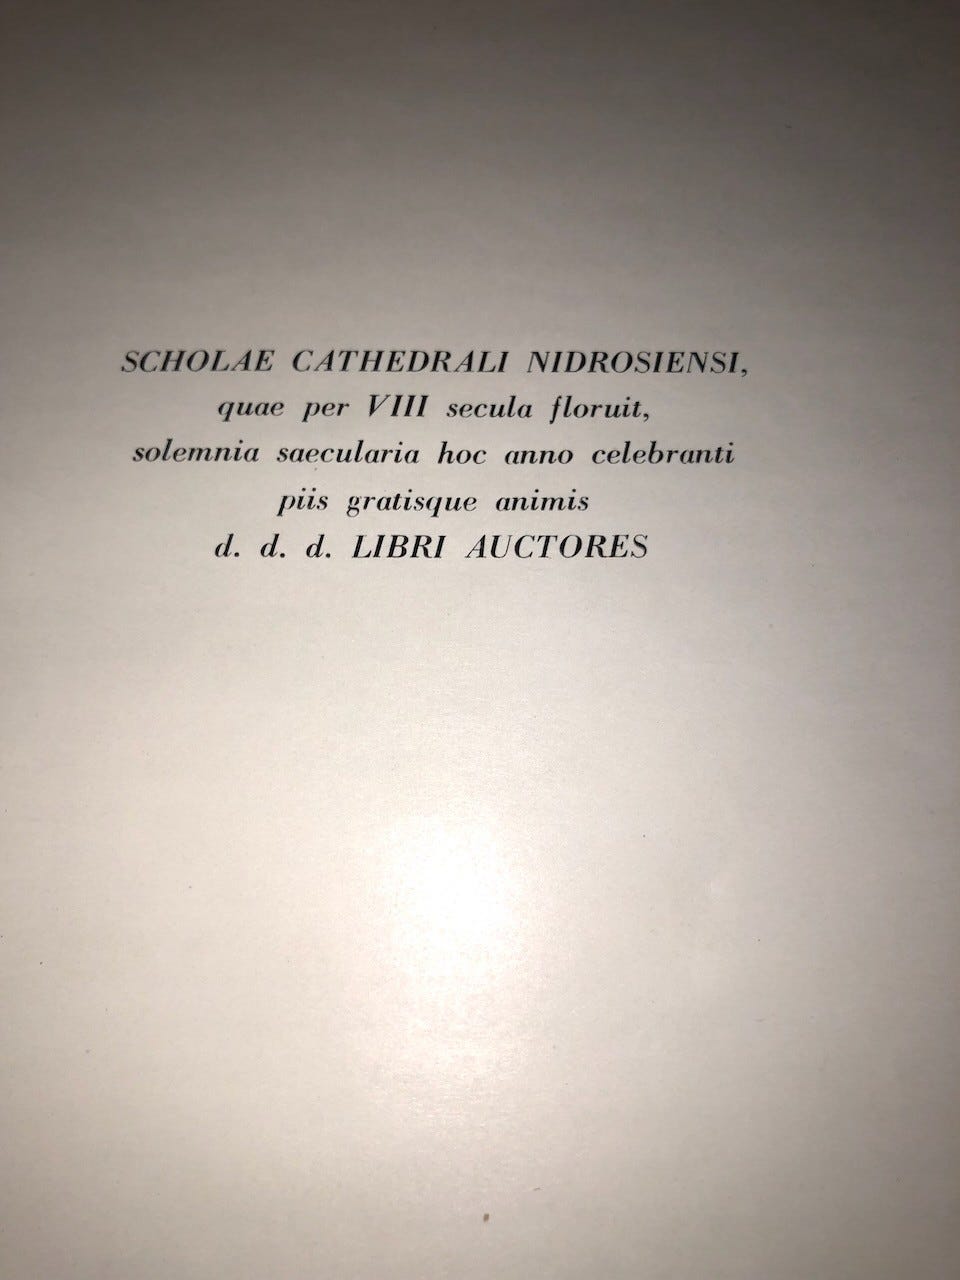 SCHOLAE CATHEDRALI NIDROSIENSI,
quae per VIII secula floruit,
solemnia saecularia hoc anno celebranti
piis gratisque animis
d. d. d. LIBRI AUCTORES